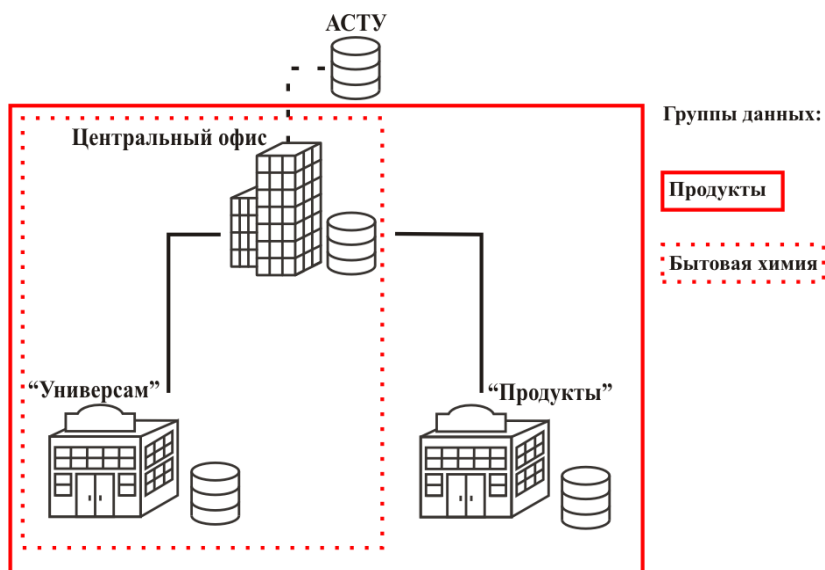 АСТУ
Группы данных:
Центральный офис
Продукты
Бытовая химия
“Универсам”
“Продукты”